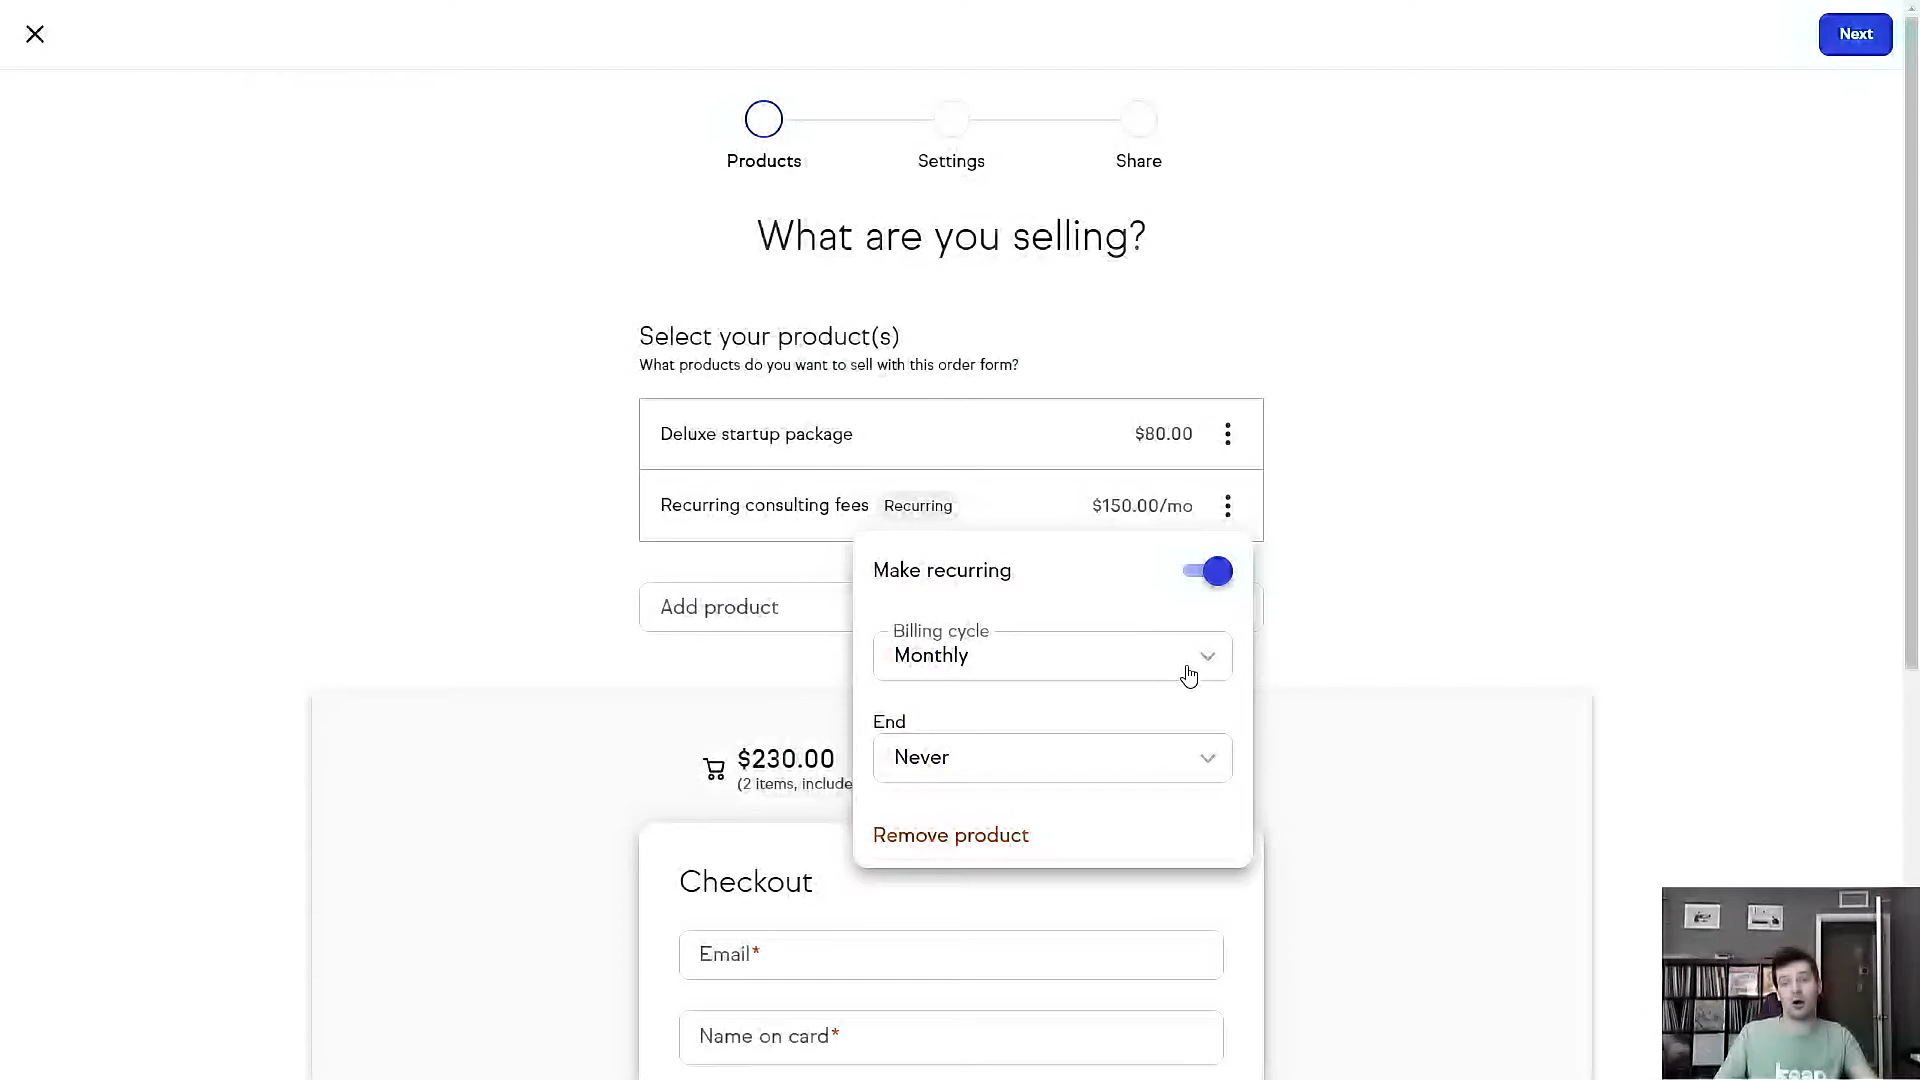 Next
Products
Settings
Share
What are you selling?
Select your product(s)
What products do you want to sell with this order form?
Deluxe startup package $80.00
Recurring consulting fees Recurring $150.00/mo
Make recurring
Add product
Billing cycle
Monthly
End
Never
$230.00
(2 items, include
Remove product
Checkout
Email*
Name on card*
keap